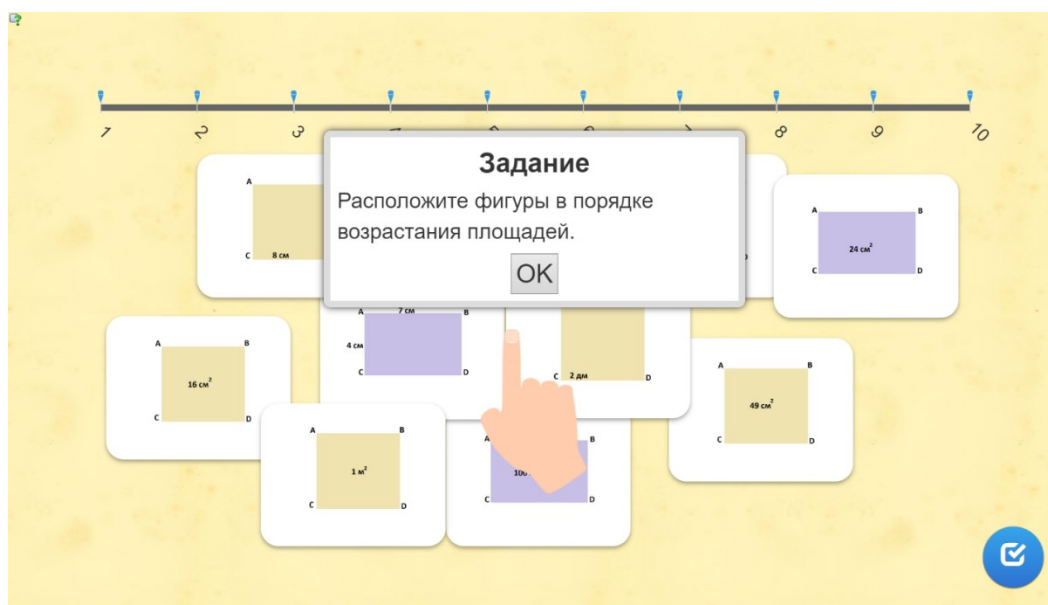 1 2 3 8 9 10
Задание
Расположите фигуры в порядке
возрастания площадей.
OK
A
C 8 см
A B
24 см²
C D
A 7 см B
4 см
C D
C 2 дм D
A B
16 см²
C D
A B
49 см²
C D
A B
1 м²
C D
A B
C D